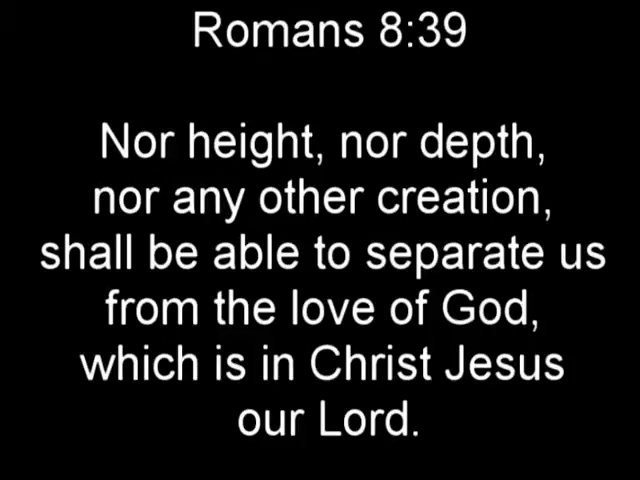 Romans 8:39
Nor height, nor depth,
nor any other creation,
shall be able to separate us
from the love of God,
which is in Christ Jesus
our Lord.